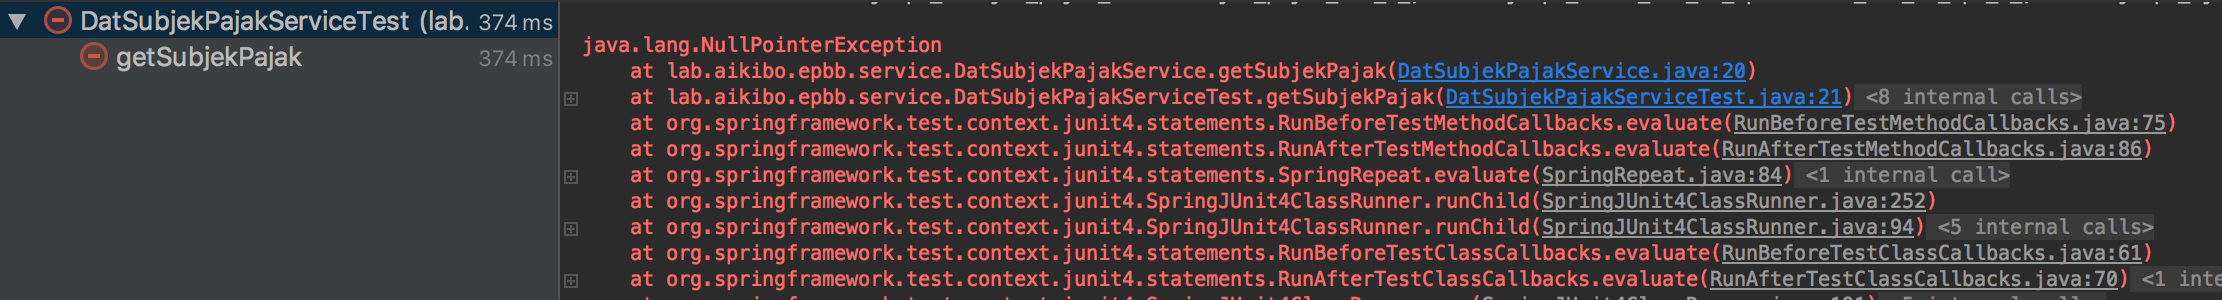 DatSubjekPajakServiceTest (lab. 374 ms
getSubjekPajak 374 ms
java.lang.NullPointerException
at lab.aikibo.epbb.service.DatSubjekPajakService.getSubjekPajak(DatSubjekPajakService.java:20)
at lab.aikibo.epbb.service.DatSubjekPajakServiceTest.getSubjekPajak(DatSubjekPajakServiceTest.java:21) <8 internal calls>
at org.springframework.test.context.junit4.statements.RunBeforeTestMethodCallbacks.evaluate(RunBeforeTestMethodCallbacks.java:75)
at org.springframework.test.context.junit4.statements.RunAfterTestMethodCallbacks.evaluate(RunAfterTestMethodCallbacks.java:86)
at org.springframework.test.context.junit4.statements.SpringRepeat.evaluate(SpringRepeat.java:84) <1 internal call>
at org.springframework.test.context.junit4.SpringJUnit4ClassRunner.runChild(SpringJUnit4ClassRunner.java:252)
at org.springframework.test.context.junit4.SpringJUnit4ClassRunner.runChild(SpringJUnit4ClassRunner.java:94) <5 internal calls>
at org.springframework.test.context.junit4.statements.RunBeforeTestClassCallbacks.evaluate(RunBeforeTestClassCallbacks.java:61)
at org.springframework.test.context.junit4.statements.RunAfterTestClassCallbacks.evaluate(RunAfterTestClassCallbacks.java:70) <1 inte